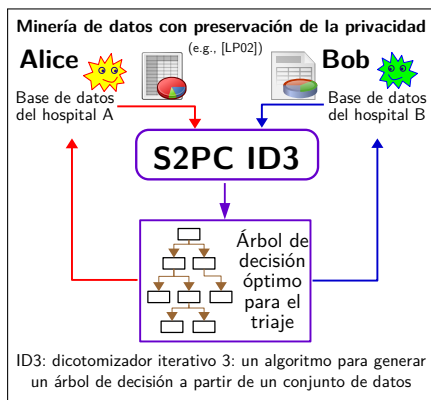 Minería de datos con preservación de la privacidad
(e.g., [LP02])
Alice
Bob
Base de datos
del hospital A
Base de datos
del hospital B
S2PC ID3
Árbol de
decisión
óptimo
para el
triaje
ID3: dicotomizador iterativo 3: un algoritmo para generar
un árbol de decisión a partir de un conjunto de datos